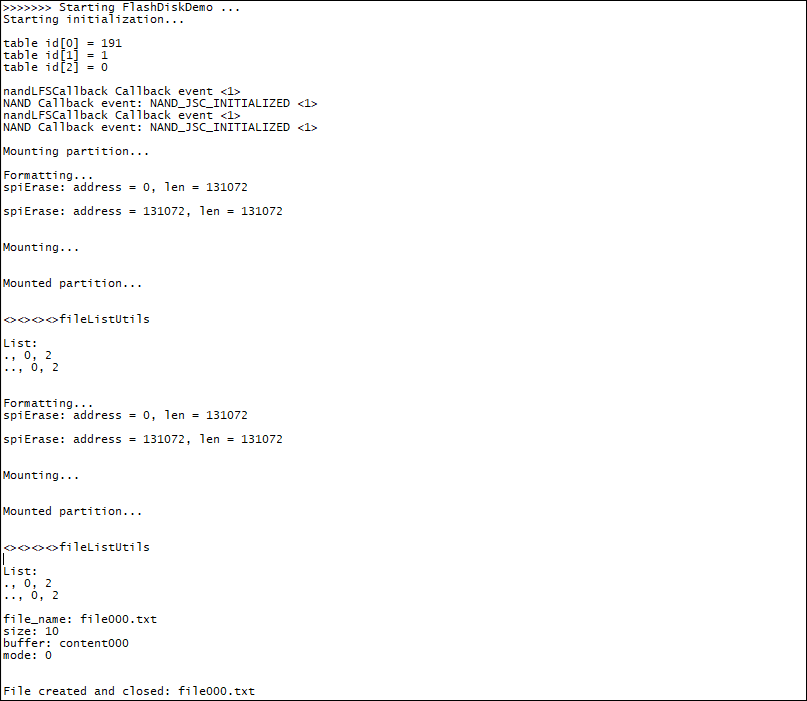 >>>>>>> Starting FlashDiskDemo ...
Starting initialization...
table id[0] = 191
table id[1] = 1
table id[2] = 0
nandLFSCallback Callback event <1>
NAND Callback event: NAND_JSC_INITIALIZED <1>
nandLFSCallback Callback event <1>
NAND Callback event: NAND_JSC_INITIALIZED <1>
Mounting partition...
Formatting...
spiErase: address = 0, len = 131072
spiErase: address = 131072, len = 131072
Mounting...
Mounted partition...
<><><><>fileListUtils
List:
., 0, 2
.., 0, 2
Formatting...
spiErase: address = 0, len = 131072
spiErase: address = 131072, len = 131072
Mounting...
Mounted partition...
<><><><>fileListUtils
List:
., 0, 2
.., 0, 2
file_name: file000.txt
size: 10
buffer: content000
mode: 0
File created and closed: file000.txt